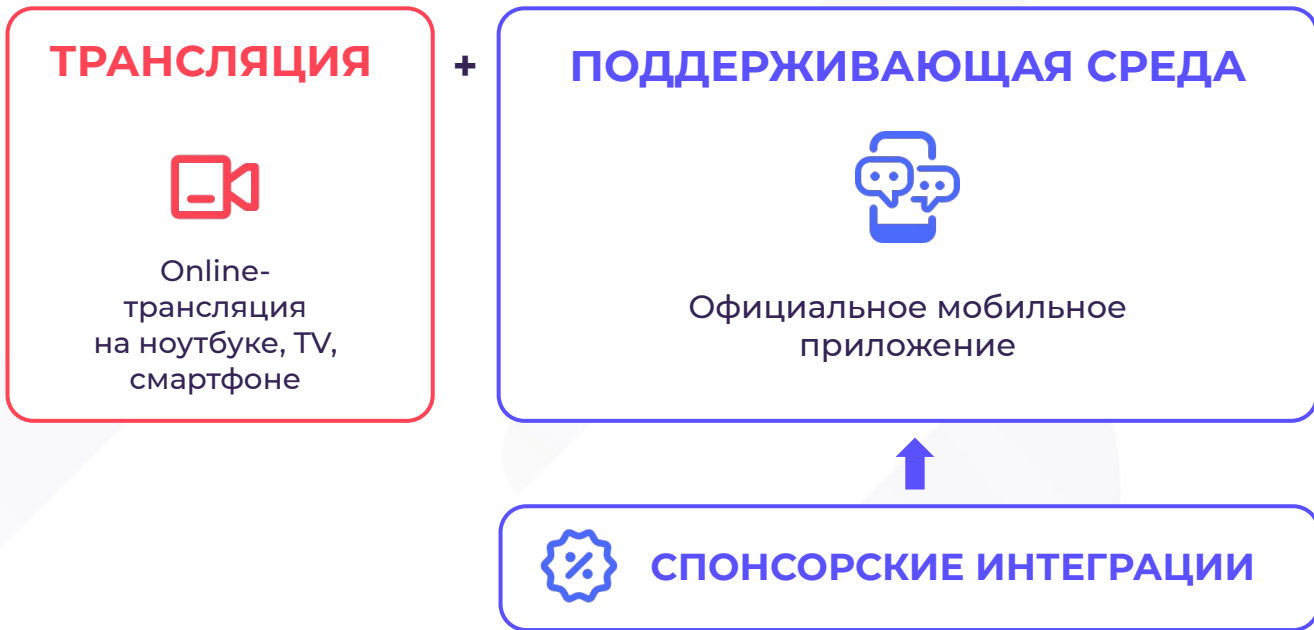 ТРАНСЛЯЦИЯ
+
ПОДДЕРЖИВАЮЩАЯ СРЕДА
Online-
трансляция
на ноутбуке, TV,
смартфоне
Официальное мобильное
приложение
%
СПОНСОРСКИЕ ИНТЕГРАЦИИ